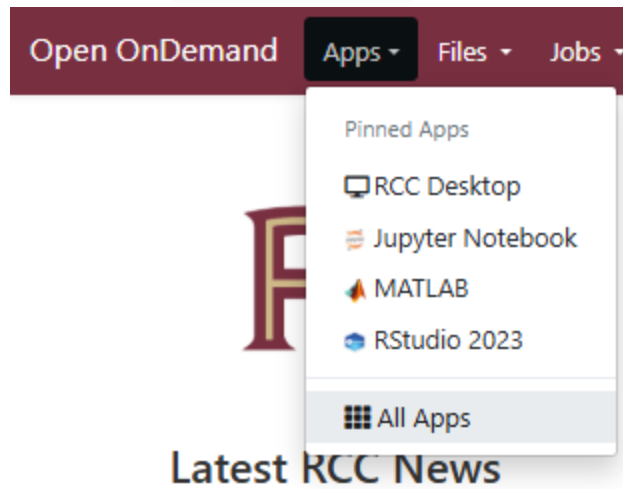 Open OnDemand Apps Files Jobs
Pinned Apps
RCC Desktop
Jupyter Notebook
MATLAB
RStudio 2023
All Apps
Latest RCC News